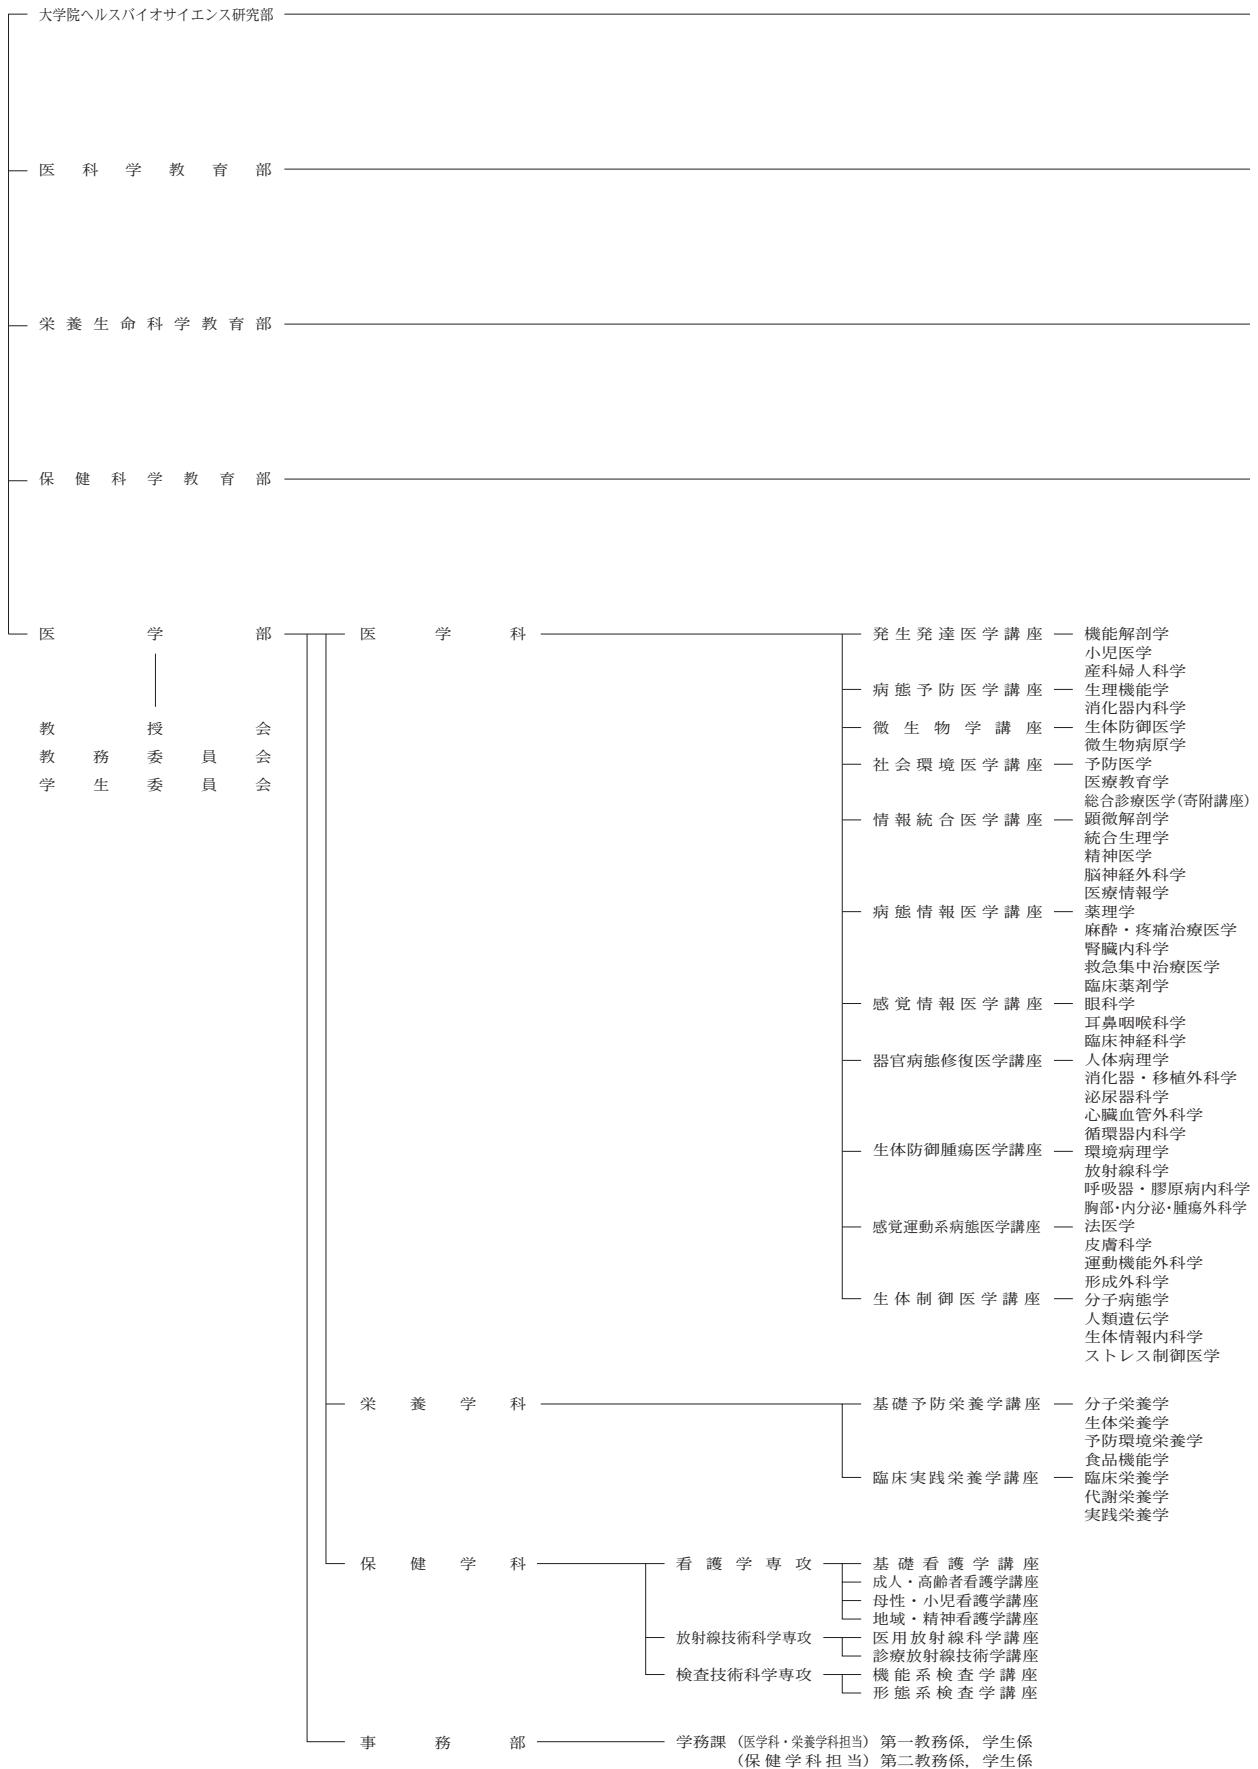 大学院ヘルスバイオサイエンス研究部
医科学教育部
栄養生命科学教育部
保健科学教育部
医学部
教授会
教務委員会
学生委員会
医学科
発生発達医学講座 機能解剖学
小児医学
産科婦人科学
病態予防医学講座 生理機能学
消化器内科学
微生物学講座 生体防御医学
微生物病原学
社会環境医学講座 予防医学
医療教育学
総合診療医学(寄附講座)
情報統合医学講座 顕微解剖学
統合生理学
精神医学
脳神経外科学
医療情報学
病態情報医学講座 薬理学
麻酔・疼痛治療医学
腎臓内科学
救急集中治療医学
臨床薬剤学
感覚情報医学講座 眼科学
耳鼻咽喉科学
臨床神経科学
器官病態修復医学講座 人体病理学
消化器・移植外科学
泌尿器科学
心臓血管外科学
循環器内科学
生体防御腫瘍医学講座 環境病理学
放射線科学
呼吸器・膠原病内科学
胸部・内分泌・腫瘍外科学
感覚運動系病態医学講座 法医学
皮膚科学
運動機能外科学
形成外科学
生体制御医学講座 分子病態学
人類遺伝学
生体情報内科学
ストレス制御医学
栄養学科
基礎予防栄養学講座 分子栄養学
生体栄養学
予防環境栄養学
食品機能学
臨床実践栄養学講座 臨床栄養学
代謝栄養学
実践栄養学
保健学科
看護学専攻 基礎看護学講座
成人・高齢者看護学講座
母性・小児看護学講座
地域・精神看護学講座
放射線技術科学専攻 医用放射線科学講座
診療放射線技術学講座
検査技術科学専攻 機能系検査学講座
形態系検査学講座
事務部
学務課 (医学科・栄養学科担当) 第一教務係, 学生係
(保健学科担当) 第二教務係, 学生係